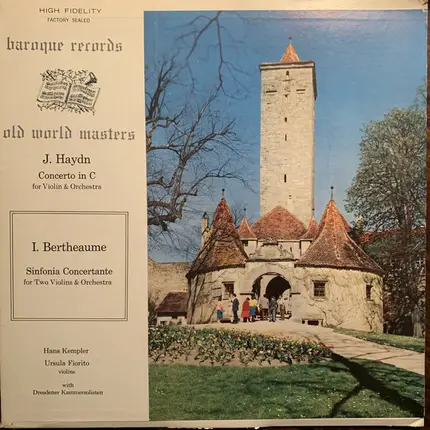 HIGH FIDELITY
FACTORY SEALED
baroque records
old world masters
J. Haydn
Concerto in C
for Violin & Orchestra
I. Bertheaume
Sinfonia Concertante
for Two Violins & Orchestra
Hans Kempler
Ursula Fiorito
violins
with
Dresdener Kammersolisten